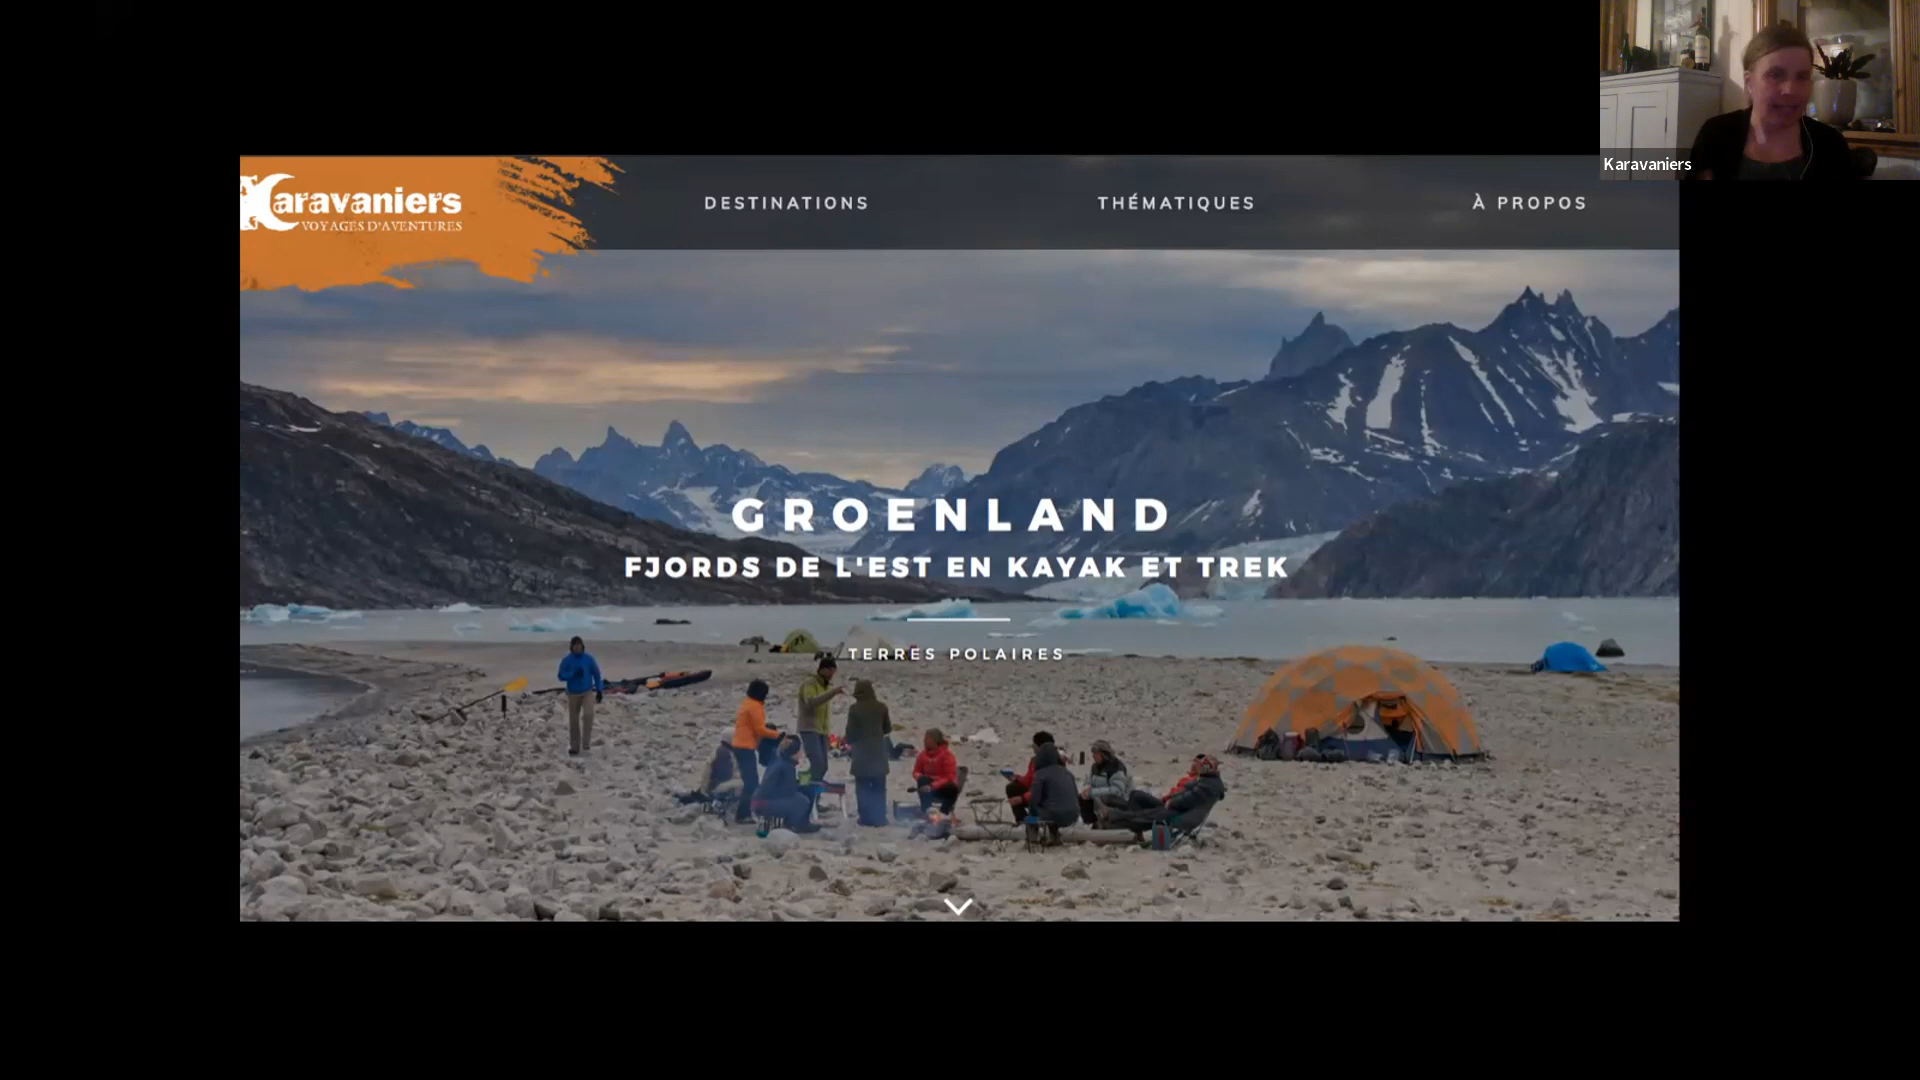 Karavaniers
VOYAGES D'AVENTURES
DESTINATIONS
THÉMATIQUES
À PROPOS
Karavaniers
GROENLAND
FJORDS DE L'EST EN KAYAK ET TREK
TERRES POLAIRES